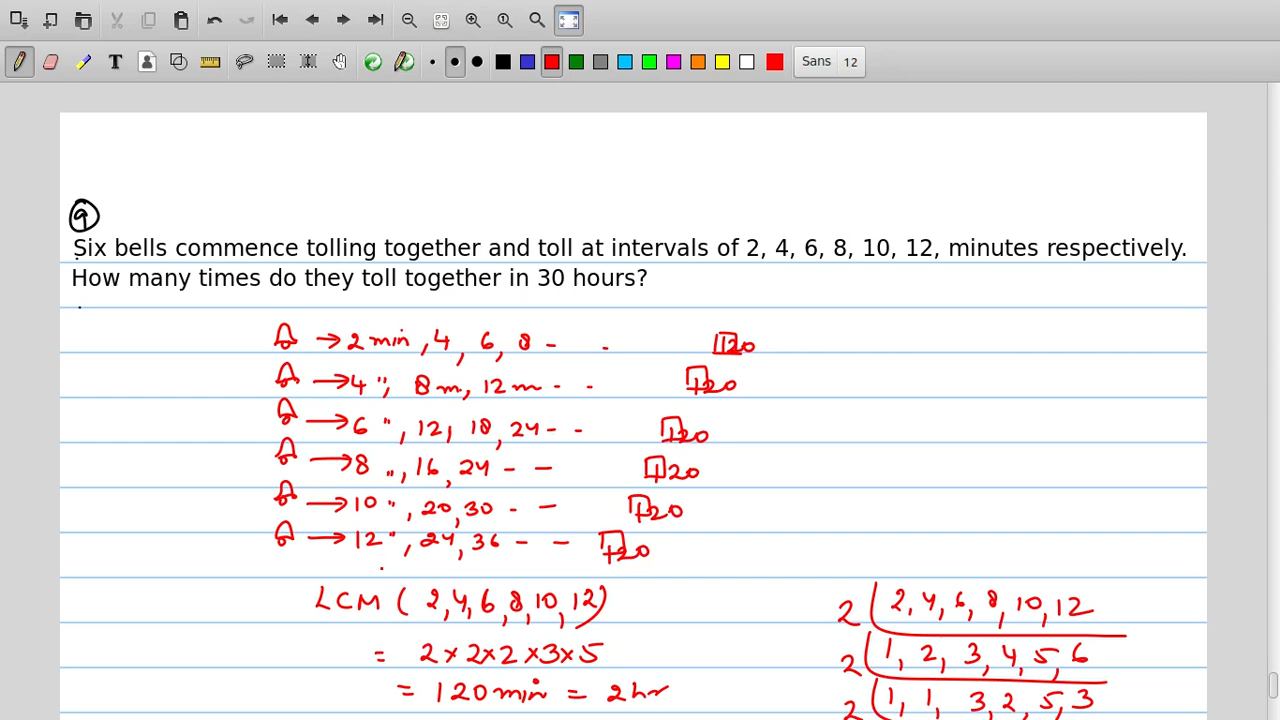 Sans 12
9
Six bells commence tolling together and toll at intervals of 2, 4, 6, 8, 10, 12, minutes respectively.
How many times do they toll together in 30 hours?
→ 2 min, 4, 6, 8 - - 120
→ 4 ", 8m, 12m - - 120
→ 6 ", 12, 18, 24 - - 120
→ 8 ", 16, 24 - - 120
→ 10 ", 20, 30 - - 120
→ 12 ", 24, 36 - - 120
LCM ( 2, 4, 6, 8, 10, 12)
= 2 × 2 × 2 × 3 × 5
= 120 min = 2 hr
2 | 2, 4, 6, 8, 10, 12
2 | 1, 2, 3, 4, 5, 6
2 | 1, 1, 3, 2, 5, 3